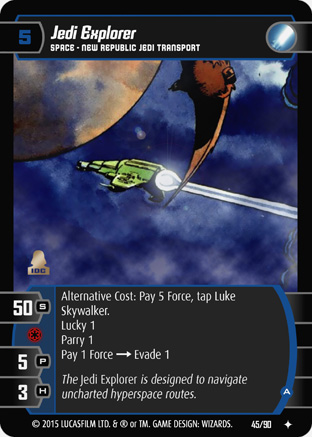 5
Jedi Explorer
SPACE - NEW REPUBLIC JEDI TRANSPORT
IDC
50 S
5 P
3 H
Alternative Cost: Pay 5 Force, tap Luke
Skywalker.
Lucky 1
Parry 1
Pay 1 Force → Evade 1
The Jedi Explorer is designed to navigate
uncharted hyperspace routes.
A
© 2015 LUCASFILM LTD. & ® or TM. GAME DESIGN: WIZARDS.
45/90